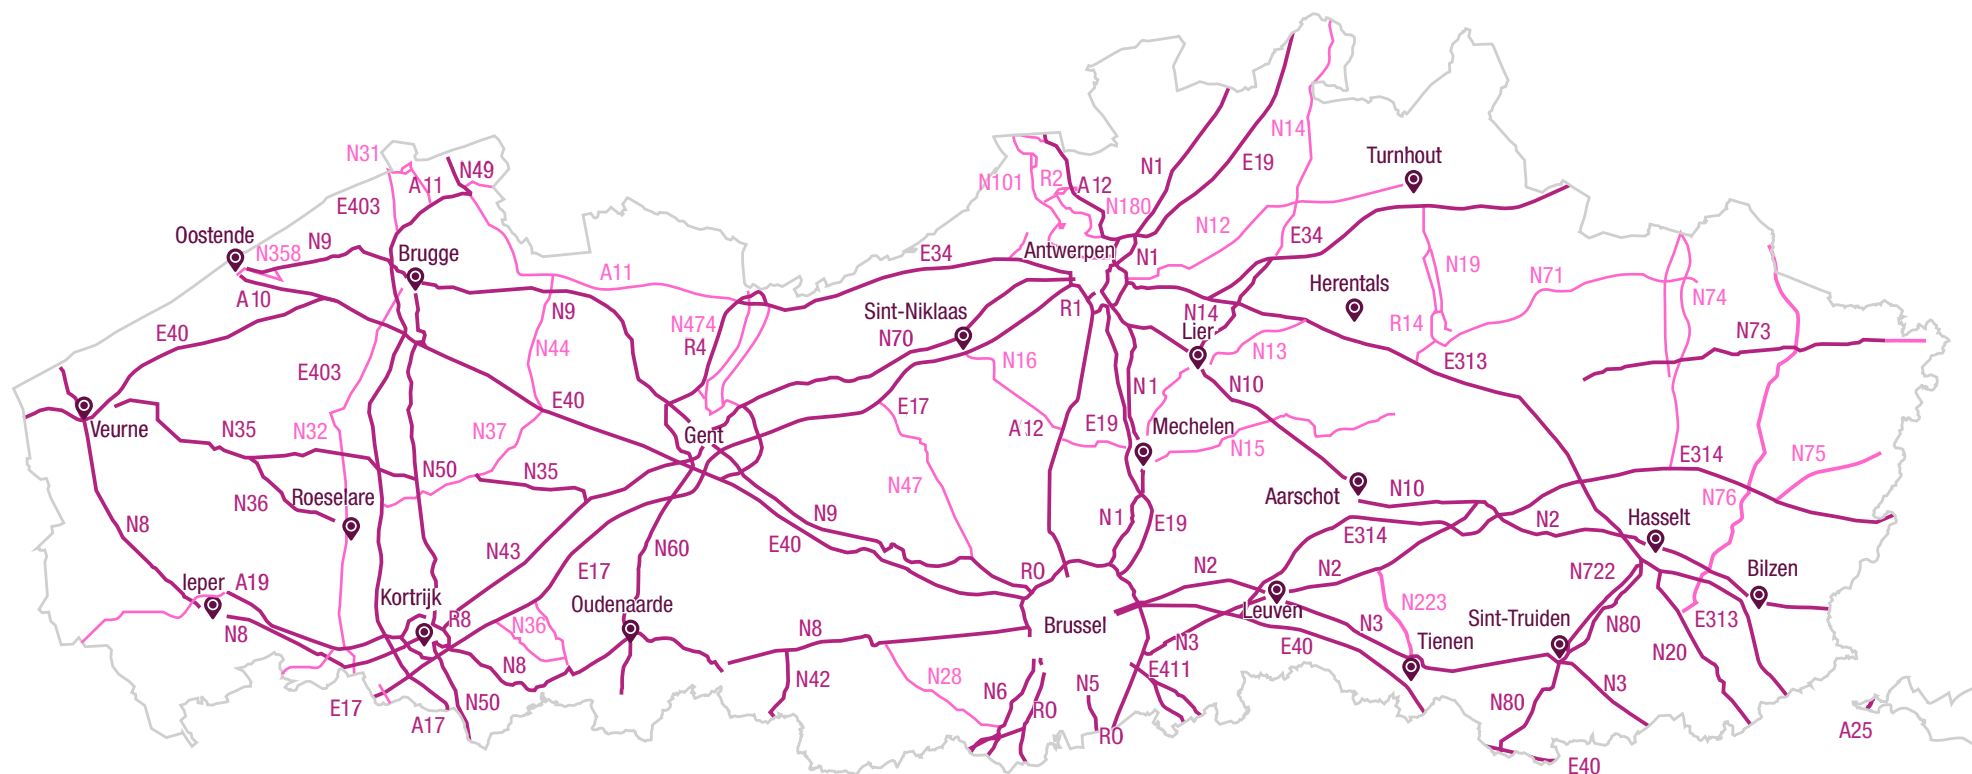 N31
N49
A11
E403
Oostende
N358
N9
Brugge
A10
A11
E40
N9
N474
R4
N44
E403
E40
Veurne
N35
N32
N37
N50
N35
N36
Roeselare
N8
N43
Ieper
A19
Kortrijk
R8
N8
N36
N8
E17
E17
A17
N50
Gent
N60
Oudenaarde
N9
E40
N8
N42
N28
N47
E17
E34
Sint-Niklaas
N70
N16
N101
R2
A12
N180
Antwerpen
N1
E19
N14
N12
N1
R1
Turnhout
E34
N19
N71
N74
Herentals
R14
N14
Lier
N13
E313
N73
N10
N1
E19
A12
Mechelen
N15
N1
E19
Aarschot
N10
E314
N75
N76
N2
Hasselt
E314
R0
N2
N2
Leuven
N223
N722
Bilzen
Brussel
N3
E411
E40
N3
Tienen
Sint-Truiden
N80
E313
N20
N6
R0
N5
R0
N80
N3
E40
A25